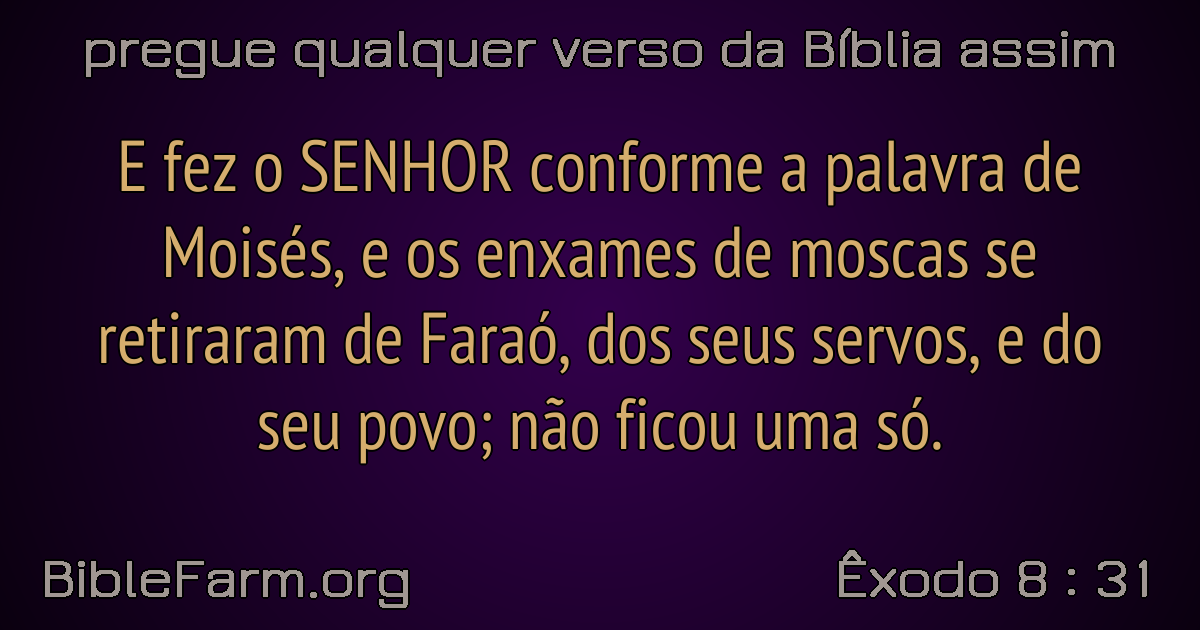 pregue qualquer verso da Bíblia assim
E fez o SENHOR conforme a palavra de
Moisés, e os enxames de moscas se
retiraram de Faraó, dos seus servos, e do
seu povo; não ficou uma só.
BibleFarm.org
Êxodo 8 : 31